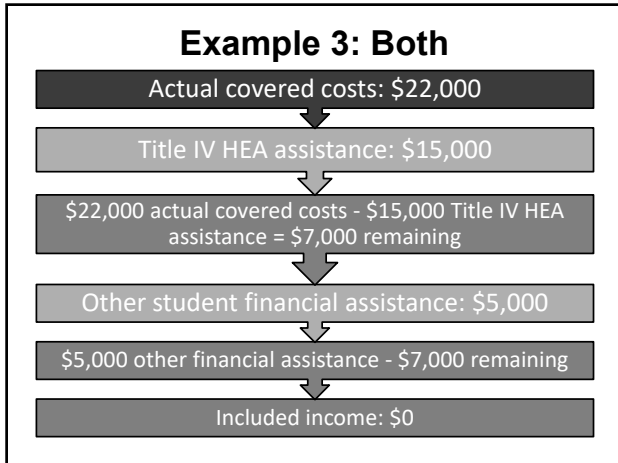 Example 3: Both
Actual covered costs: $22,000
Title IV HEA assistance: $15,000
$22,000 actual covered costs - $15,000 Title IV HEA
assistance = $7,000 remaining
Other student financial assistance: $5,000
$5,000 other financial assistance - $7,000 remaining
Included income: $0